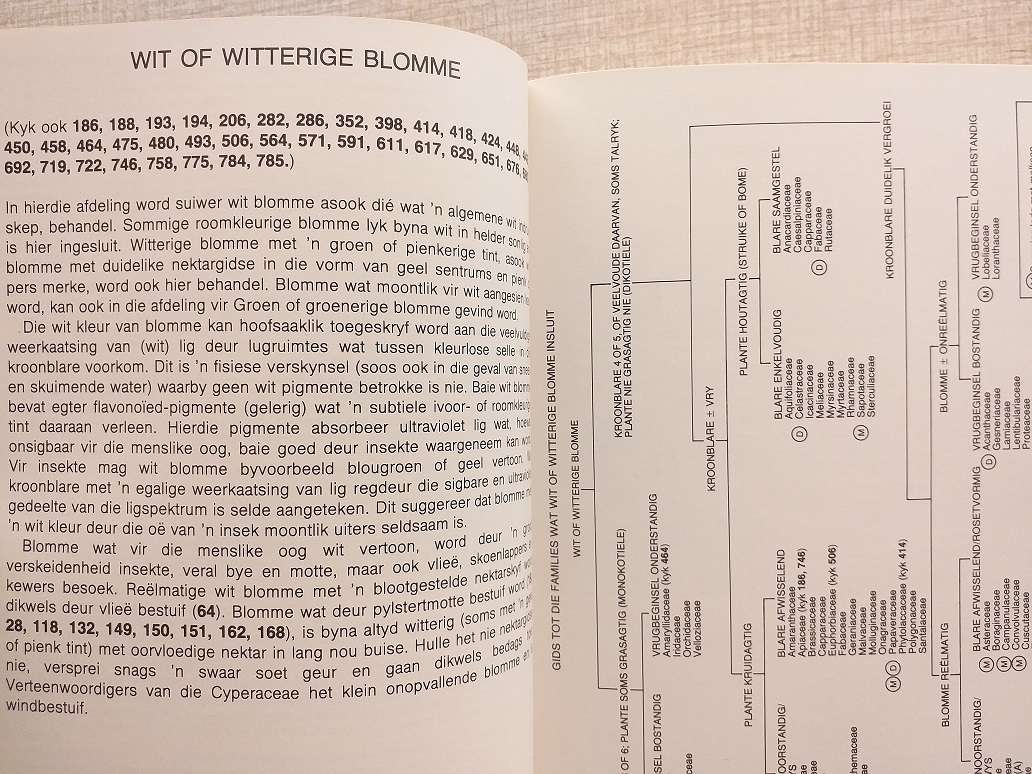 WIT OF WITTERIGE BLOMME
(Kyk ook 186, 188, 193, 194, 206, 282, 286, 352, 398, 414, 418, 424, 448,
450, 458, 464, 475, 480, 493, 506, 564, 571, 591, 611, 617, 629, 651, 676,
692, 719, 722, 746, 758, 775, 784, 785.)
In hierdie afdeling word suiwer wit blomme asook dié wat 'n algemene wit
skep, behandel. Sommige roomkleurige blomme lyk byna wit in helder
is hier ingesluit. Witterige blomme met 'n groen of pienkerige tint, asook
blomme met duidelike nektargidse in die vorm van geel sentrums en
pers merke, word ook hier behandel. Blomme wat moontlik vir wit aangesien
word, kan ook in die afdeling vir Groen of groenerige blomme gevind word.
Die wit kleur van blomme kan hoofsaaklik toegeskryf word aan die
weerkaatsing van (wit) lig deur lugruimtes wat tussen kleurlose selle in
kroonblare voorkom. Dit is 'n fisiese verskynsel (soos ook in die geval van
en skuimende water) waarby geen wit pigmente betrokke is nie. Baie wit
bevat egter flavonoïed-pigmente (gelerig) wat 'n subtiele ivoor- of
tint daaraan verleen. Hierdie pigmente absorbeer ultraviolet lig wat,
onsigbaar vir die menslike oog, baie goed deur insekte waargeneem kan
Vir insekte mag wit blomme byvoorbeeld blougroen of geel vertoon.
kroonblare met 'n egalige weerkaatsing van lig regdeur die sigbare en
gedeelte van die ligspektrum is selde aangeteken. Dit suggereer dat blomme
'n wit kleur deur die oë van 'n insek moontlik uiters seldsaam is.
Blomme wat vir die menslike oog wit vertoon, word deur 'n
verskeidenheid insekte, veral bye en motte, maar ook vlieë, skoenlappers
kewers besoek. Reëlmatige wit blomme met 'n blootgestelde nektarskyf
dikwels deur vlieë bestuif (64). Blomme wat deur pylstertmotte bestuif word
28, 118, 132, 149, 150, 151, 162, 168), is byna altyd witterig (soms met 'n
of pienk tint) met oorvloedige nektar in lang nou buise. Hulle het nie
nie, versprei snags 'n swaar soet geur en gaan dikwels bedags
Verteenwoordigers van die Cyperaceae het klein onopvallende blomme
windbestuif.
GIDS TOT DIE FAMILIES WAT WIT OF WITTERIGE BLOMME INSLUIT
WIT OF WITTERIGE BLOMME
OF 6; PLANTE SOMS GRASAGTIG (MONOKOTIELE)
KROONBLARE 4 OF 5, OF VEELVOUDE DAARVAN, SOMS TALRYK;
PLANTE NIE GRASAGTIG NIE (DIKOTIELE)
BOSTANDIG
VRUGBEGINSEL ONDERSTANDIG
Amaryllidaceae (kyk 464)
Iridaceae
Orchidaceae
Velloziaceae
KROONBLARE ± VRY
KROONBLARE DUIDELIK VERGROEI
PLANTE KRUIDAGTIG
PLANTE HOUTAGTIG (STRUIKE OF BOME)
BLARE AFWISSELEND
Amaranthaceae
Apiaceae (kyk 186, 746)
Brassicaceae
Capparaceae
Euphorbiaceae (kyk 506)
Fabaceae
Geraniaceae
Malvaceae
Molluginaceae
Onagraceae
(M) (D) Papaveraceae
Phytolaccaceae (kyk 414)
Polygonaceae
Santalaceae
BLARE ENKELVOUDIG
Aquifoliaceae
(D) Celastraceae
Icacinaceae
Meliaceae
Myrsinaceae
Myrtaceae
Rhamnaceae
(M) Sapotaceae
Sterculiaceae
BLARE SAAMGESTEL
Anacardiaceae
Caesalpiniaceae
Capparaceae
(D) Fabaceae
Rutaceae
BLOMME REËLMATIG
BLOMME ± ONREËLMATIG
BLARE AFWISSELEND/ROSETVORMIG
(M) Asteraceae
Boraginaceae
(M) Campanulaceae
(M) Convolvulaceae
Cuscutaceae
VRUGBEGINSEL BOSTANDIG
(D) Acanthaceae
Gesneriaceae
Lamiaceae
Lentibulariaceae
Proteaceae
VRUGBEGINSEL ONDERSTANDIG
(M) Lobeliaceae
Loranthaceae